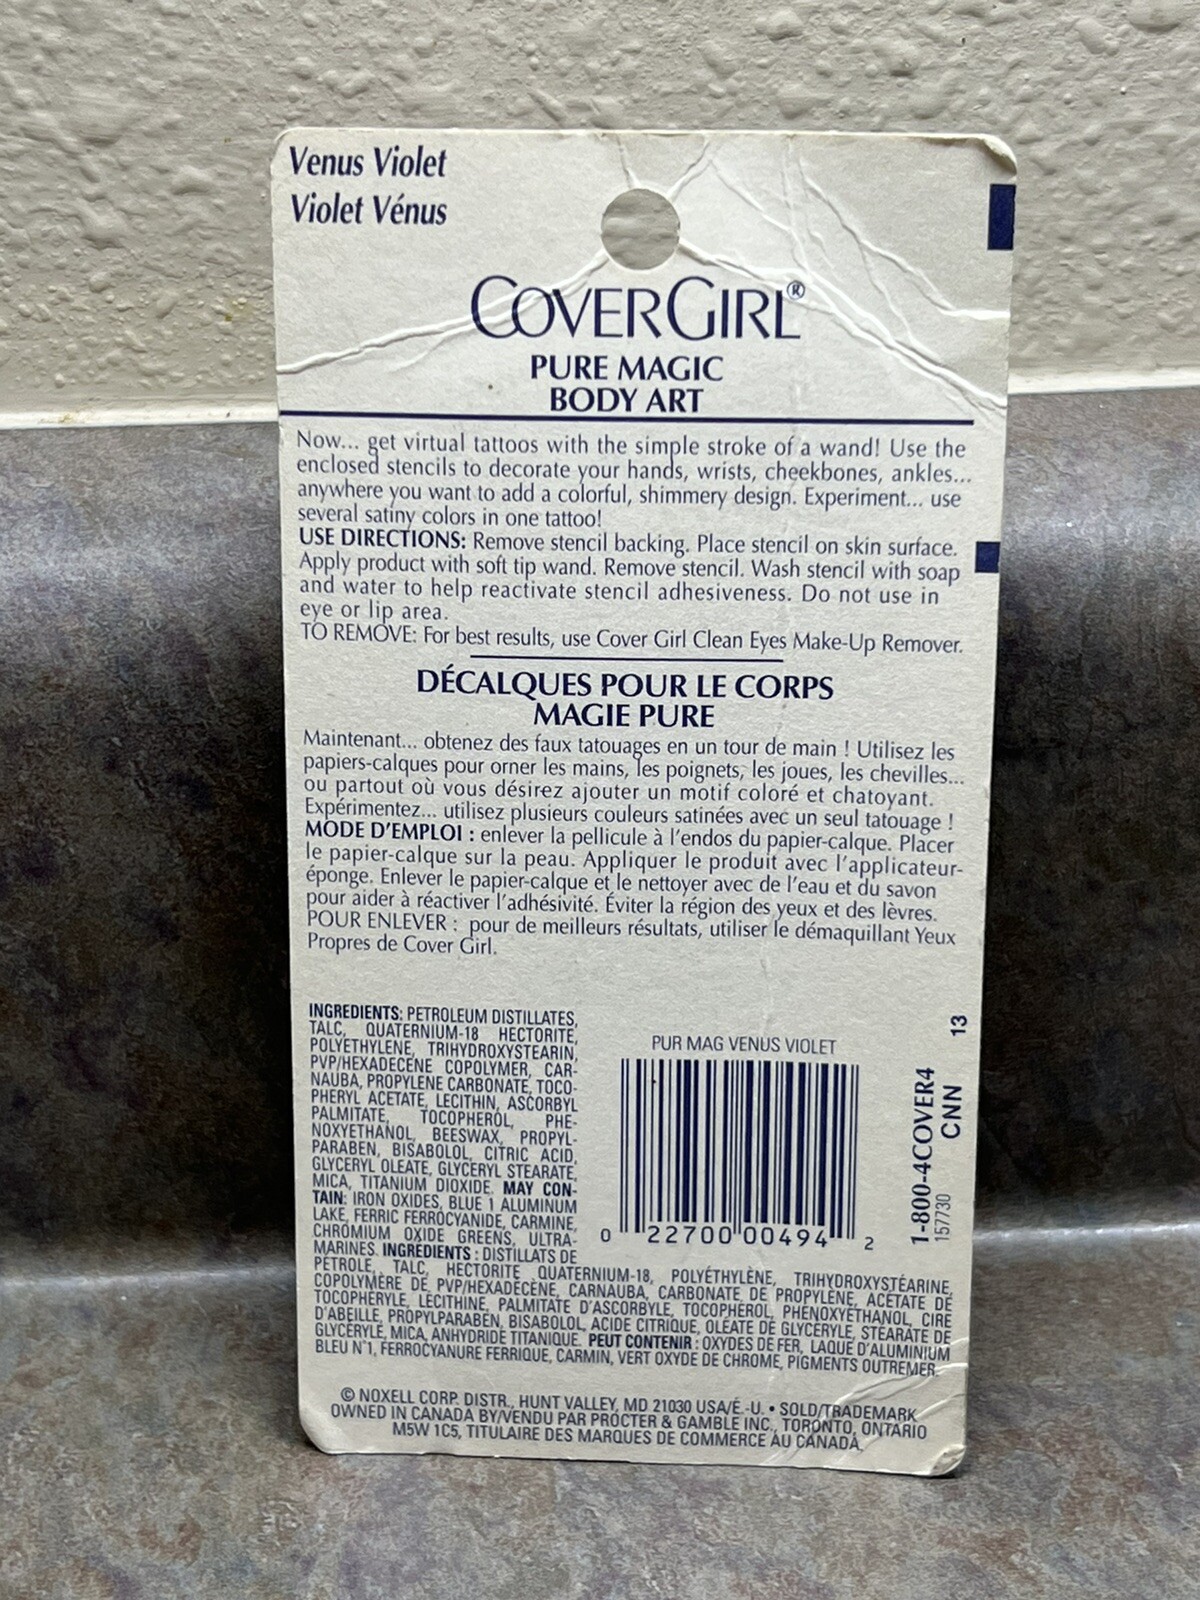 Venus Violet
Violet Vénus
COVERGIRL®
PURE MAGIC
BODY ART
Now... get virtual tattoos with the simple stroke of a wand! Use the
enclosed stencils to decorate your hands, wrists, cheekbones, ankles...
anywhere you want to add a colorful, shimmery design. Experiment... use
several satiny colors in one tattoo!
USE DIRECTIONS: Remove stencil backing. Place stencil on skin surface.
Apply product with soft tip wand. Remove stencil. Wash stencil with soap
and water to help reactivate stencil adhesiveness. Do not use in
eye or lip area.
TO REMOVE: For best results, use Cover Girl Clean Eyes Make-Up Remover.
DÉCALQUES POUR LE CORPS
MAGIE PURE
Maintenant... obtenez des faux tatouages en un tour de main ! Utilisez les
papiers-calques pour orner les mains, les poignets, les joues, les chevilles...
ou partout où vous désirez ajouter un motif coloré et chatoyant.
Expérimentez... utilisez plusieurs couleurs satinées avec un seul tatouage !
MODE D'EMPLOI : enlever la pellicule à l'endos du papier-calque. Placer
le papier-calque sur la peau. Appliquer le produit avec l'applicateur-
éponge. Enlever le papier-calque et le nettoyer avec de l'eau et du savon
pour aider à réactiver l'adhésivité. Éviter la région des yeux et des lèvres.
POUR ENLEVER : pour de meilleurs résultats, utiliser le démaquillant Yeux
Propres de Cover Girl.
INGREDIENTS: PETROLEUM DISTILLATES,
TALC, QUATERNIUM-18 HECTORITE,
POLYETHYLENE, TRIHYDROXYSTEARIN,
PVP/HEXADECENE COPOLYMER, CAR-
NAUBA, PROPYLENE CARBONATE, TOCO-
PHERYL ACETATE, LECITHIN, ASCORBYL
PALMITATE, TOCOPHEROL, PHE-
NOXYETHANOL, BEESWAX, PROPYL-
PARABEN, BISABOLOL, CITRIC ACID,
GLYCERYL OLEATE, GLYCERYL STEARATE,
MICA, TITANIUM DIOXIDE. MAY CON-
TAIN: IRON OXIDES, BLUE 1 ALUMINUM
LAKE, FERRIC FERROCYANIDE, CARMINE,
CHROMIUM OXIDE GREENS, ULTRA-
MARINES. INGRÉDIENTS : DISTILLATS DE
PÉTROLE, TALC, HECTORITE QUATERNIUM-18, POLYÉTHYLÈNE, TRIHYDROXYSTÉARINE,
COPOLYMÈRE DE PVP/HEXADÉCÈNE, CARNAUBA, CARBONATE DE PROPYLÈNE, ACÉTATE DE
TOCOPHÉRYLE, LÉCITHINE, PALMITATE D'ASCORBYLE, TOCOPHÉROL, PHENOXYETHANOL, CIRE
D'ABEILLE, PROPYLPARABEN, BISABOLOL, ACIDE CITRIQUE, OLÉATE DE GLYCÉRYLE, STÉARATE DE
GLYCÉRYLE, MICA, ANHYDRIDE TITANIQUE. PEUT CONTENIR : OXYDES DE FER, LAQUE D'ALUMINIUM
BLEU N°1, FERROCYANURE FERRIQUE, CARMIN, VERT OXYDE DE CHROME, PIGMENTS OUTREMER.
PUR MAG VENUS VIOLET
0 22700 00494 2
1-800-4COVER4
157730
CNN
13
© NOXELL CORP. DISTR., HUNT VALLEY, MD 21030 USA/É.-U. • SOLD/TRADEMARK
OWNED IN CANADA BY/VENDU PAR PROCTER & GAMBLE INC., TORONTO, ONTARIO
M5W 1C5, TITULAIRE DES MARQUES DE COMMERCE AU CANADA.